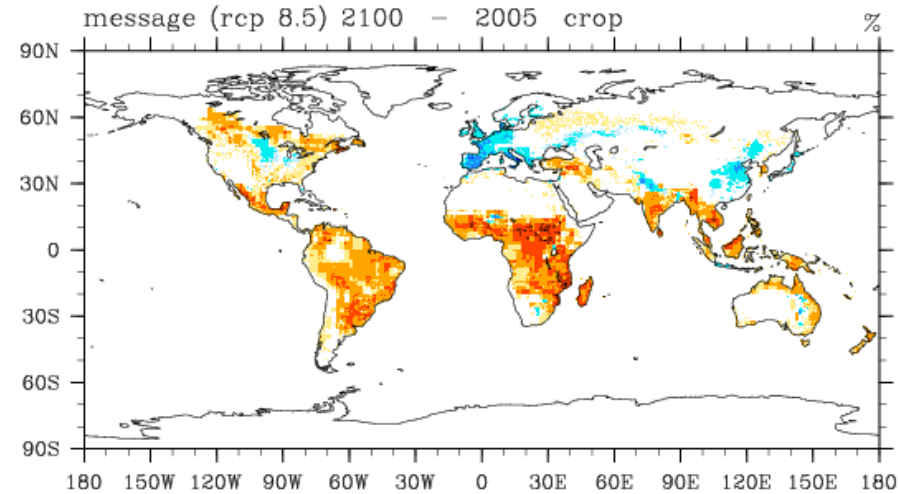 message (rcp 8.5) 2100 − 2005 crop %
90N
60N
30N
0
30S
60S
90S
180 150W 120W 90W 60W 30W 0 30E 60E 90E 120E 150E 180